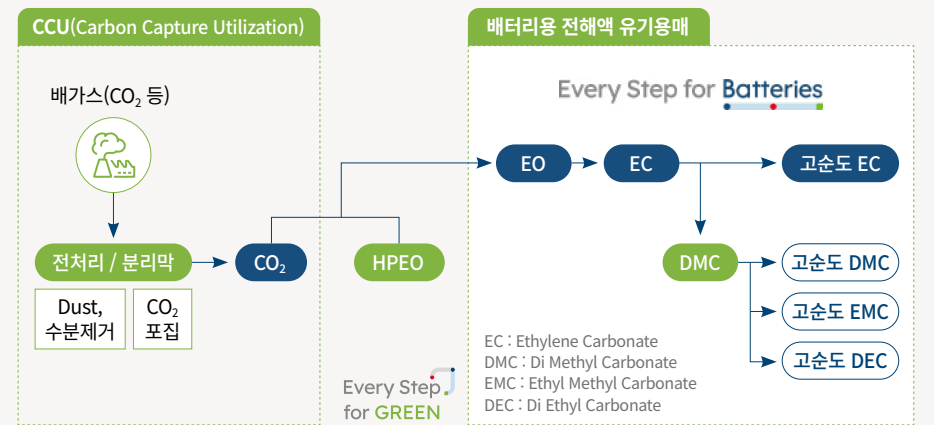 CCU(Carbon Capture Utilization)
배가스(CO₂ 등)
전처리 / 분리막
Dust,
수분제거
CO₂
포집
CO₂
HPEO
Every Step
for GREEN
배터리용 전해액 유기용매
Every Step for Batteries
EO
EC
고순도 EC
DMC
고순도 DMC
고순도 EMC
고순도 DEC
EC : Ethylene Carbonate
DMC : Di Methyl Carbonate
EMC : Ethyl Methyl Carbonate
DEC : Di Ethyl Carbonate